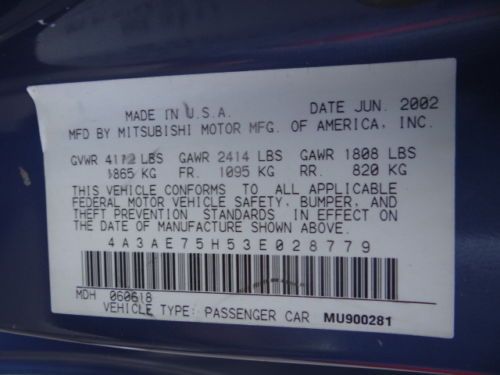 MADE IN U.S.A. DATE JUN. 2002
MFD BY MITSUBISHI MOTOR MFG. OF AMERICA, INC.
GVWR 4112 LBS GAWR 2414 LBS GAWR 1808 LBS
1865 KG FR. 1095 KG RR. 820 KG
THIS VEHICLE CONFORMS TO ALL APPLICABLE
FEDERAL MOTOR VEHICLE SAFETY, BUMPER, AND
THEFT PREVENTION STANDARDS IN EFFECT ON
THE DATE OF MANUFACTURE SHOWN ABOVE.
4A3AE75H53E028779
MDH 060618
VEHICLE TYPE: PASSENGER CAR MU900281